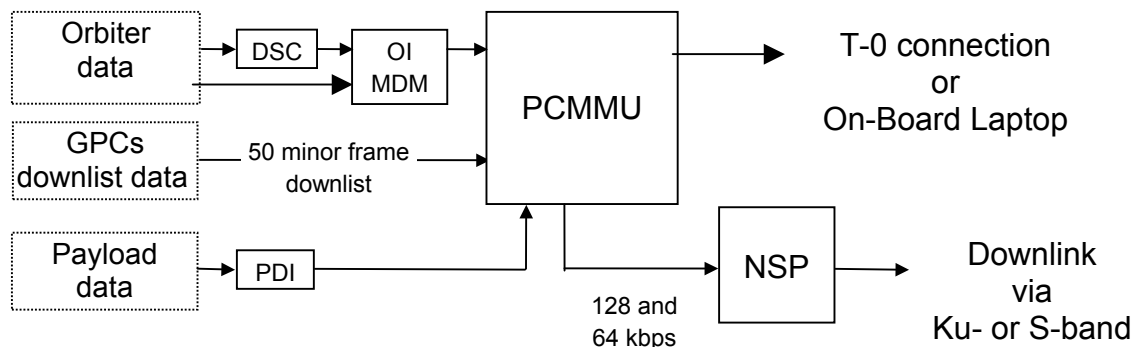 Orbiter
data
DSC
OI
MDM
PCMMU
T-0 connection
or
On-Board Laptop
GPCs
downlist data
50 minor frame
downlist
Payload
data
PDI
128 and
64 kbps
NSP
Downlink
via
Ku- or S-band